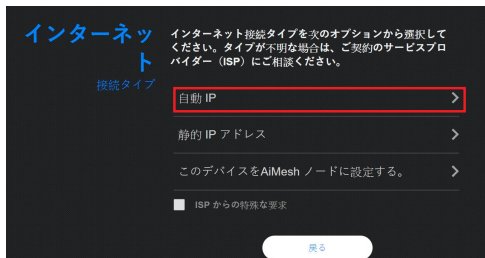 インターネッ
ト
接続タイプ
インターネット接続タイプを次のオプションから選択して
ください。タイプが不明な場合は、ご契約のサービスプロ
バイダー（ISP）にご相談ください。
自動 IP
静的 IP アドレス
このデバイスをAiMesh ノードに設定する。
ISP からの特殊な要求
戻る